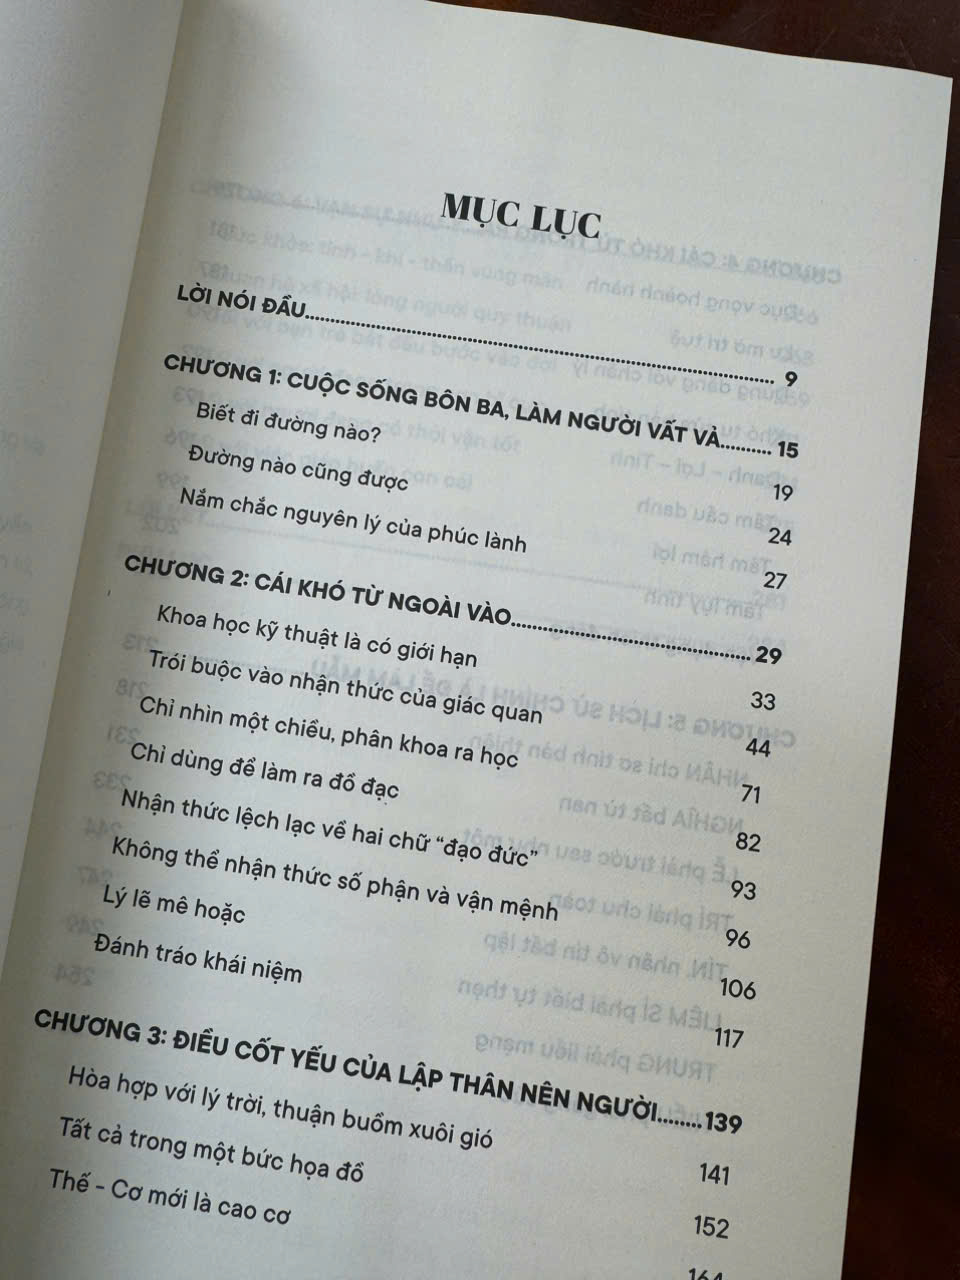 MỤC LỤC
LỜI NÓI ĐẦU.......................................................................... 9
CHƯƠNG 1: CUỘC SỐNG BÔN BA, LÀM NGƯỜI VẤT VẢ.......... 15
Biết đi đường nào? 19
Đường nào cũng được 24
Nắm chắc nguyên lý của phúc lành 27
CHƯƠNG 2: CÁI KHÓ TỪ NGOÀI VÀO............................................ 29
Khoa học kỹ thuật là có giới hạn 33
Trói buộc vào nhận thức của giác quan 44
Chỉ nhìn một chiều, phân khoa ra học 71
Chỉ dùng để làm ra đồ đạc 82
Nhận thức lệch lạc về hai chữ “đạo đức” 93
Không thể nhận thức số phận và vận mệnh 96
Lý lẽ mê hoặc 106
Đánh tráo khái niệm 117
CHƯƠNG 3: ĐIỀU CỐT YẾU CỦA LẬP THÂN NÊN NGƯỜI........ 139
Hòa hợp với lý trời, thuận buồm xuôi gió 141
Tất cả trong một bức họa đồ 152
Thế - Cơ mới là cao cơ 164